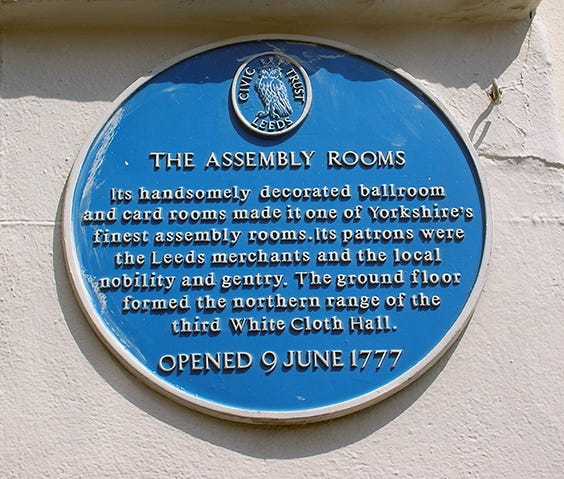 CIVIC TRUST
LEEDS
THE ASSEMBLY ROOMS
Its handsomely decorated ballroom
and card rooms made it one of Yorkshire's
finest assembly rooms. Its patrons were
the Leeds merchants and the local
nobility and gentry. The ground floor
formed the northern range of the
third White Cloth Hall.
OPENED 9 JUNE 1777